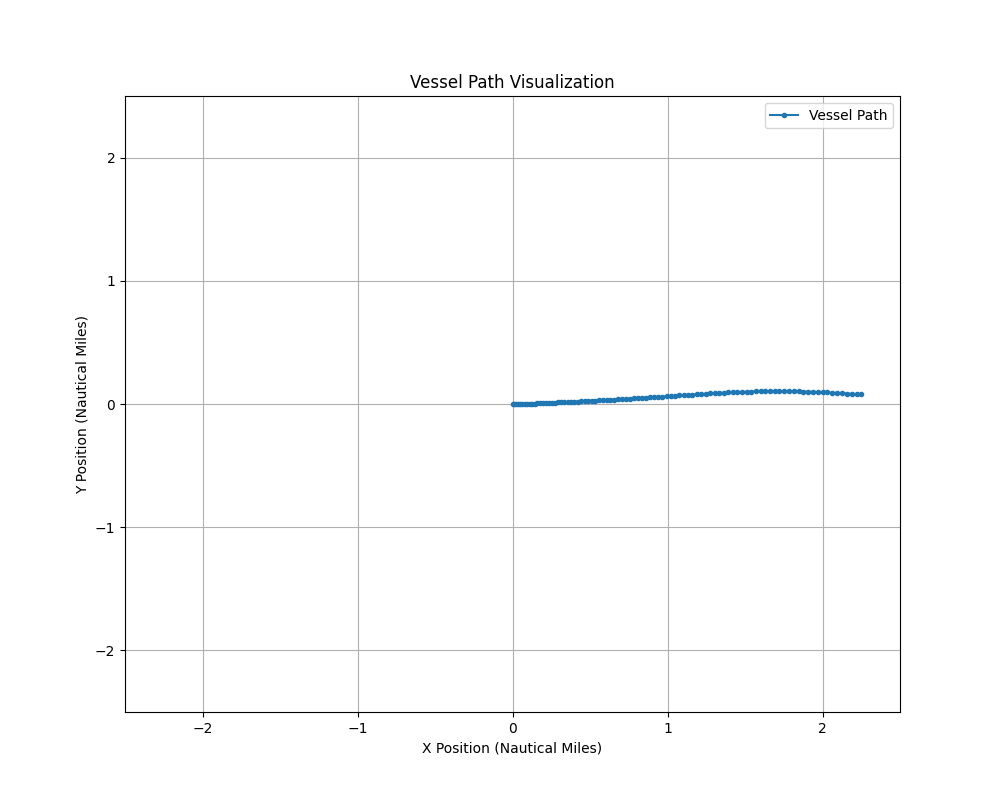 Vessel Path Visualization
Vessel Path
2
1
0
−1
−2
Y Position (Nautical Miles)
−2
−1
0
1
2
X Position (Nautical Miles)